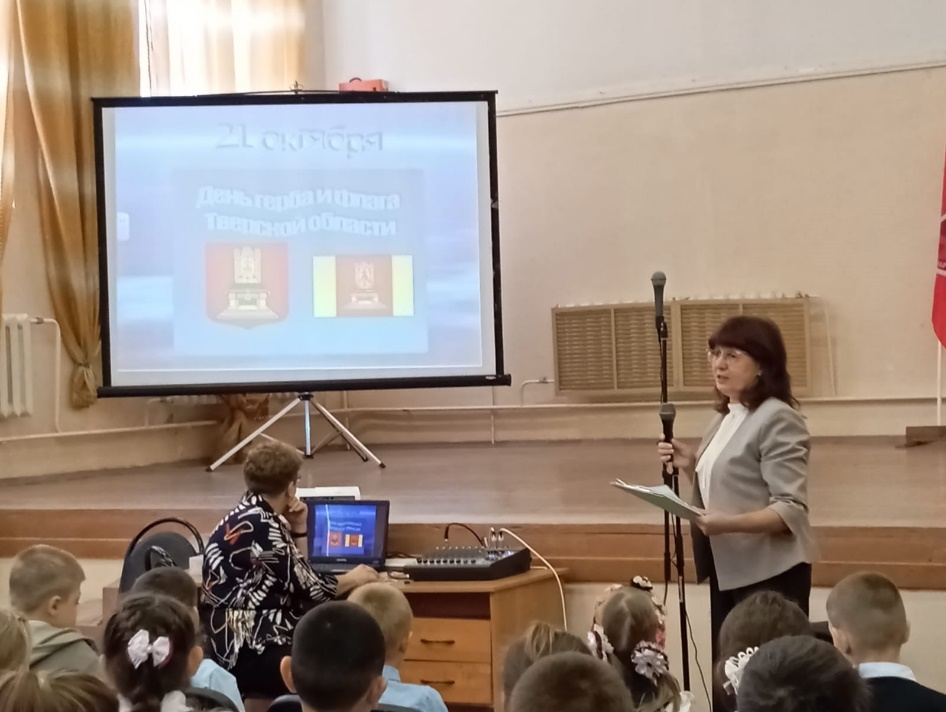 21 октября
День герба и флага
Тверской области